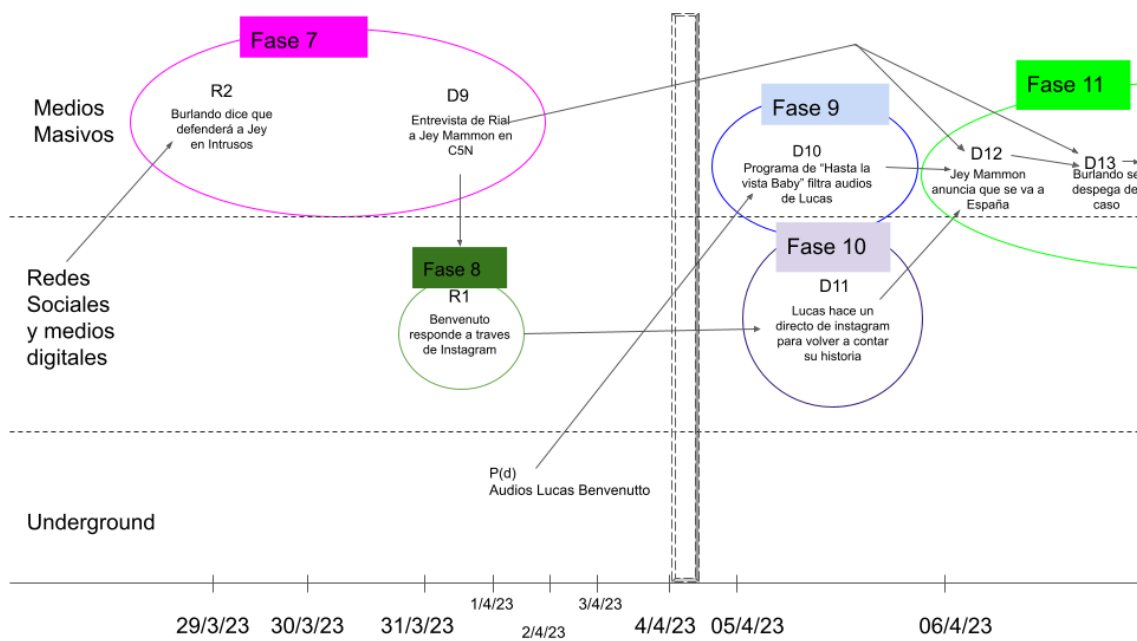 Fase 7
R2
Burlando dice que
defenderá a Jey
en Intrusos
D9
Entrevista de Rial
a Jey Mammon en
C5N
Medios
Masivos
Fase 9
D10
Programa de “Hasta la
vista Baby” filtra audios
de Lucas
Fase 11
D12
Jey Mammon
anuncia que se va a
España
D13
Burlando se
despega de
caso
Redes
Sociales
y medios
digitales
Fase 8
R1
Benvenuto
responde a traves
de Instagram
Fase 10
D11
Lucas hace un
directo de instagram
para volver a contar
su historia
P(d)
Audios Lucas Benvenutto
Underground
29/3/23
30/3/23
31/3/23
1/4/23
2/4/23
3/4/23
4/4/23
05/4/23
06/4/23